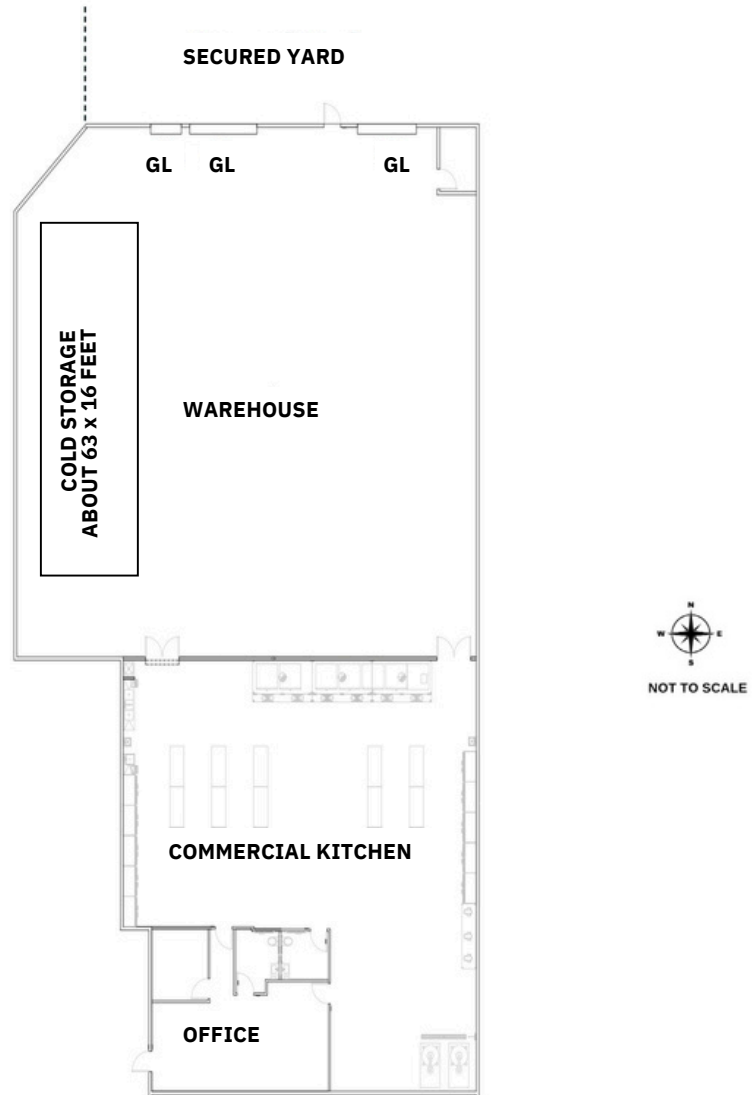 SECURED YARD
GL
GL
GL
COLD STORAGE
ABOUT 63 x 16 FEET
WAREHOUSE
N
W
E
S
NOT TO SCALE
COMMERCIAL KITCHEN
OFFICE